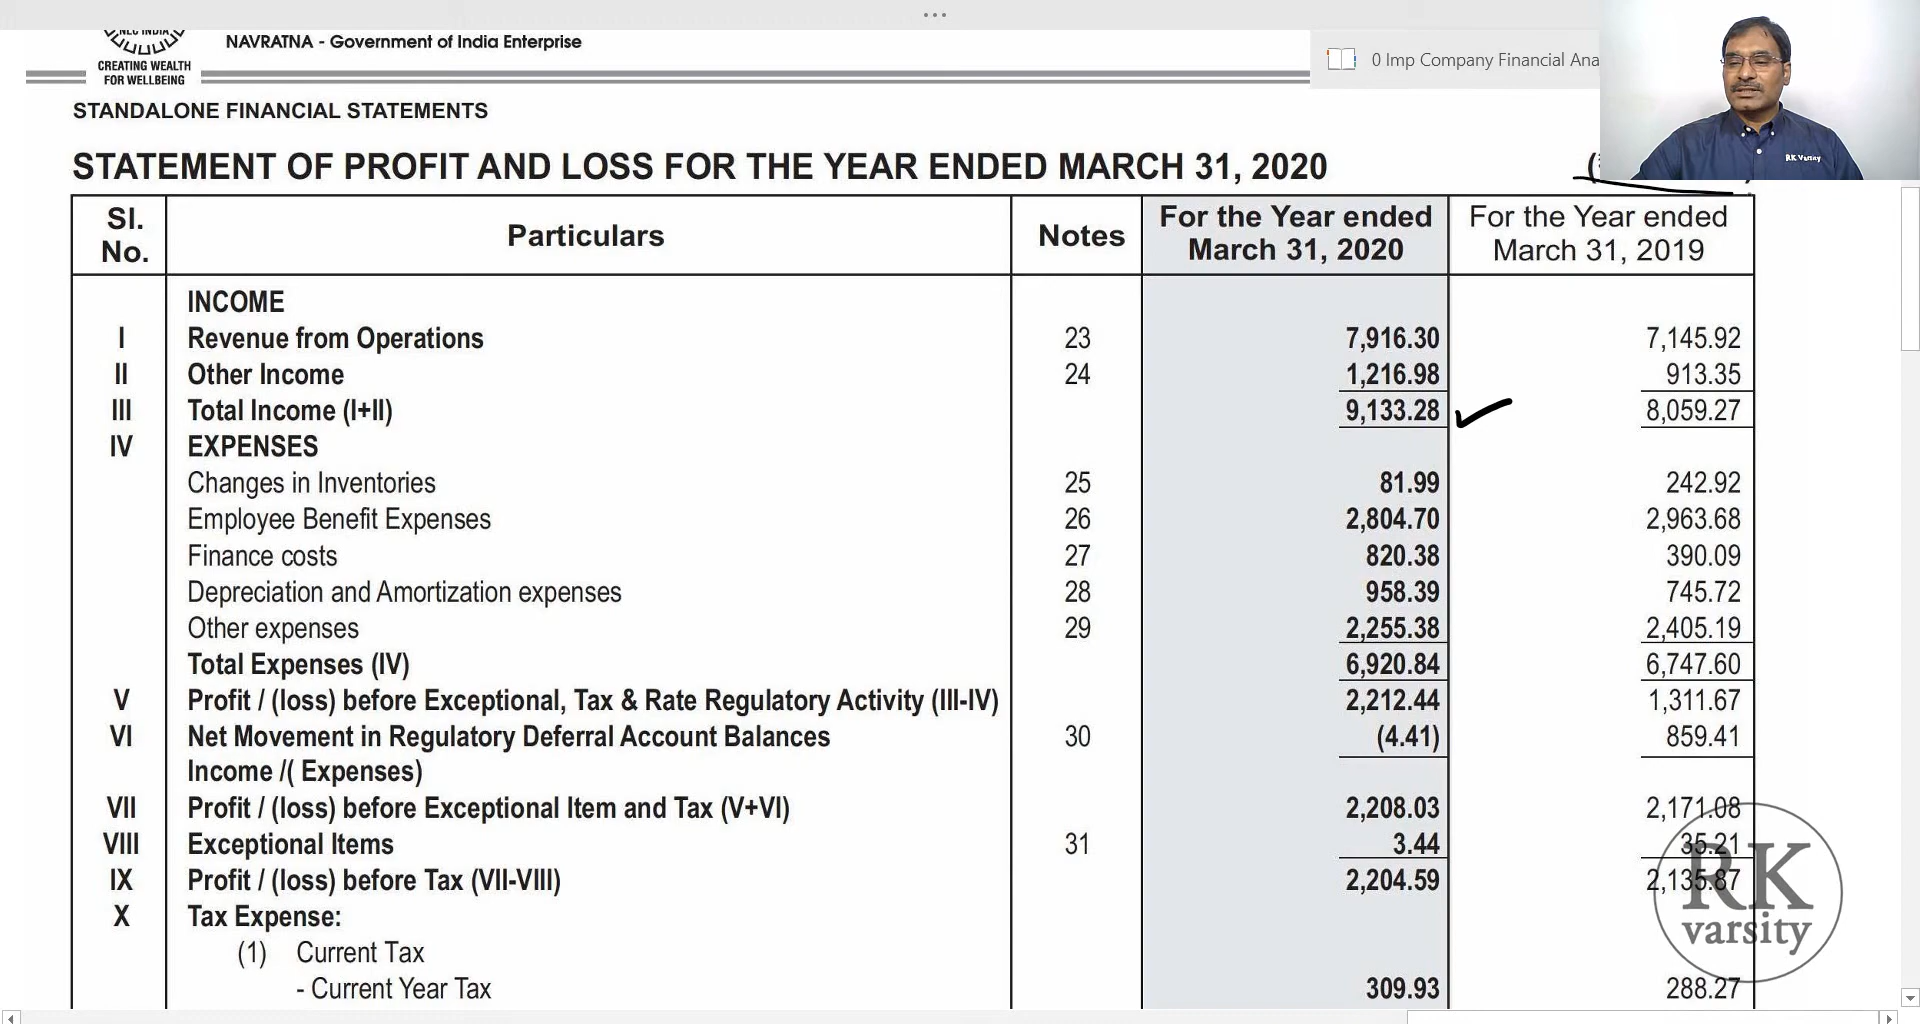 NLC INDIA
NAVRATNA - Government of India Enterprise
CREATING WEALTH
FOR WELLBEING
0 Imp Company Financial Ana
RK Varsity
STANDALONE FINANCIAL STATEMENTS
STATEMENT OF PROFIT AND LOSS FOR THE YEAR ENDED MARCH 31, 2020
Sl. No. Particulars Notes For the Year ended March 31, 2020 For the Year ended March 31, 2019
INCOME
I Revenue from Operations 23 7,916.30 7,145.92
II Other Income 24 1,216.98 913.35
III Total Income (I+II) 9,133.28 8,059.27
IV EXPENSES
Changes in Inventories 25 81.99 242.92
Employee Benefit Expenses 26 2,804.70 2,963.68
Finance costs 27 820.38 390.09
Depreciation and Amortization expenses 28 958.39 745.72
Other expenses 29 2,255.38 2,405.19
Total Expenses (IV) 6,920.84 6,747.60
V Profit / (loss) before Exceptional, Tax & Rate Regulatory Activity (III-IV) 2,212.44 1,311.67
VI Net Movement in Regulatory Deferral Account Balances 30 (4.41) 859.41
Income /( Expenses)
VII Profit / (loss) before Exceptional Item and Tax (V+VI) 2,208.03 2,171.08
VIII Exceptional Items 31 3.44 35.21
IX Profit / (loss) before Tax (VII-VIII) 2,204.59 2,135.87
X Tax Expense:
(1) Current Tax
- Current Year Tax 309.93 288.27
RK
varsity